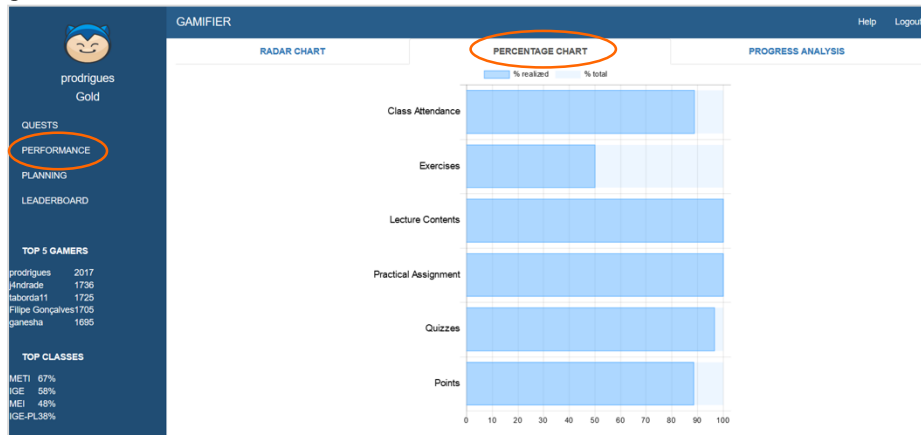 GAMIFIER
Help Logout
prodrigues
Gold
QUESTS
PERFORMANCE
PLANNING
LEADERBOARD
TOP 5 GAMERS
prodrigues 2017
j4ndrade 1736
taborda11 1725
Filipe Gonçalves1705
ganesha 1695
TOP CLASSES
METI 67%
IGE 58%
MEI 48%
IGE-PL38%
RADAR CHART PERCENTAGE CHART PROGRESS ANALYSIS
% realized % total
Class Attendance
Exercises
Lecture Contents
Practical Assignment
Quizzes
Points
0 10 20 30 40 50 60 70 80 90 100